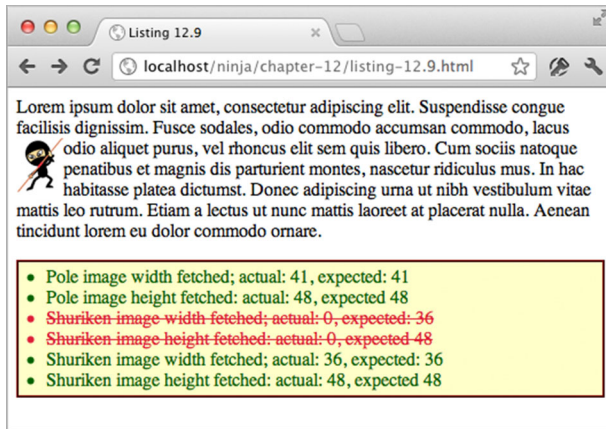 Listing 12.9
localhost/ninja/chapter-12/listing-12.9.html
Lorem ipsum dolor sit amet, consectetur adipiscing elit. Suspendisse congue
facilisis dignissim. Fusce sodales, odio commodo accumsan commodo, lacus
odio aliquet purus, vel rhoncus elit sem quis libero. Cum sociis natoque
penatibus et magnis dis parturient montes, nascetur ridiculus mus. In hac
habitasse platea dictumst. Donec adipiscing urna ut nibh vestibulum vitae
mattis leo rutrum. Etiam a lectus ut nunc mattis laoreet at placerat nulla. Aenean
tincidunt lorem eu dolor commodo ornare.
Pole image width fetched; actual: 41, expected: 41
Pole image height fetched: actual: 48, expected 48
Shuriken image width fetched; actual: 0, expected: 36
Shuriken image height fetched: actual: 0, expected 48
Shuriken image width fetched; actual: 36, expected: 36
Shuriken image height fetched: actual: 48, expected 48